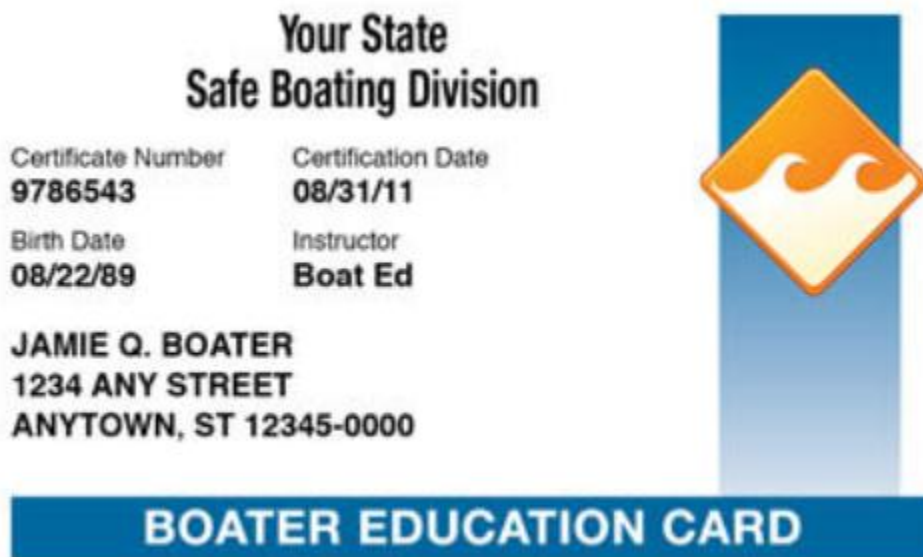 Your State
Safe Boating Division
Certificate Number Certification Date
9786543 08/31/11
Birth Date Instructor
08/22/89 Boat Ed
JAMIE Q. BOATER
1234 ANY STREET
ANYTOWN, ST 12345-0000
BOATER EDUCATION CARD